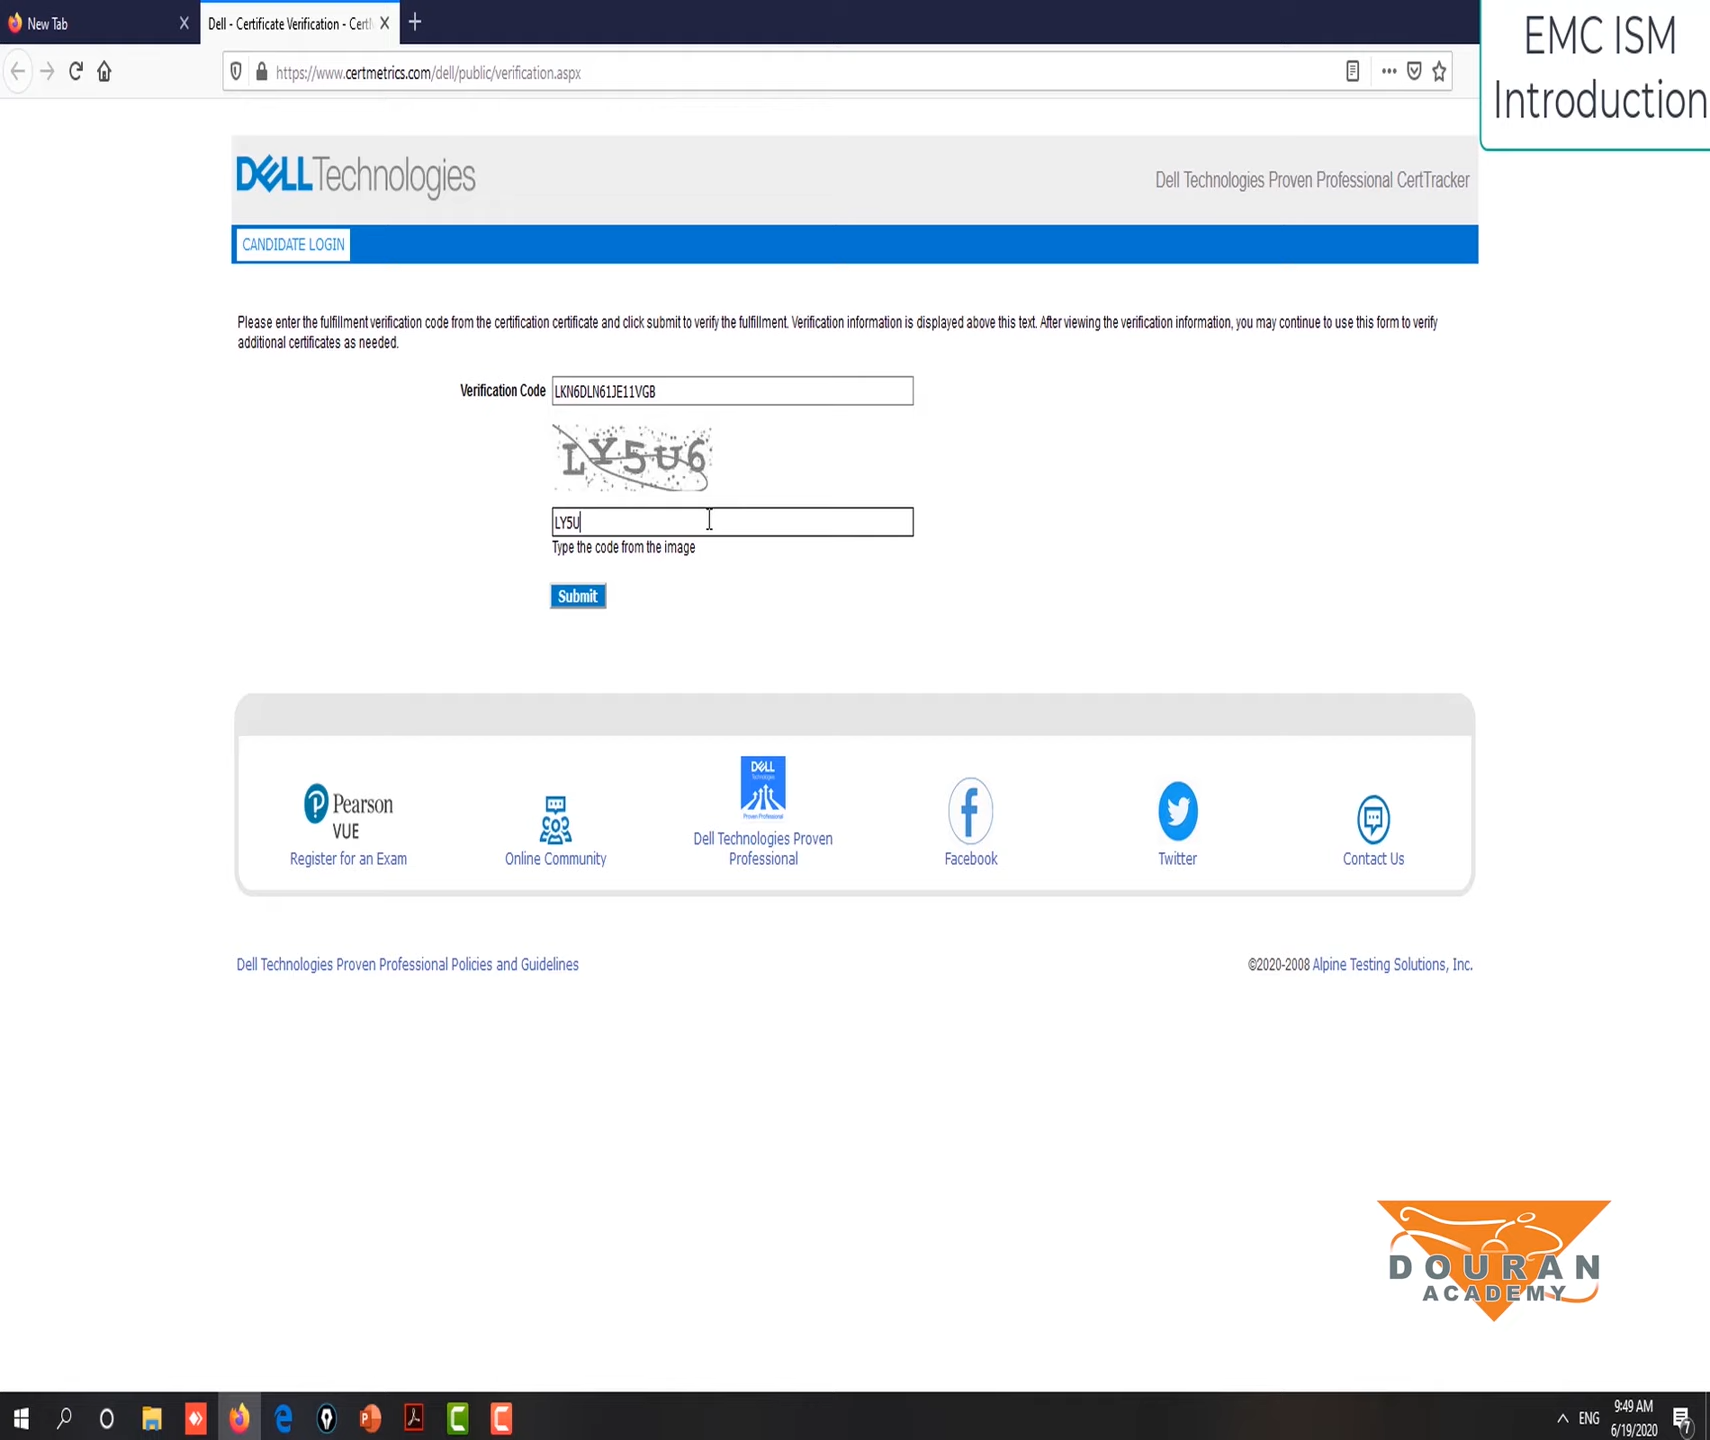 New Tab
Dell - Certificate Verification - Cert
EMC ISM
Introduction
https://www.certmetrics.com/dell/public/verification.aspx
DELL Technologies
Dell Technologies Proven Professional CertTracker
CANDIDATE LOGIN
Please enter the fulfillment verification code from the certification certificate and click submit to verify the fulfillment. Verification information is displayed above this text. After viewing the verification information, you may continue to use this form to verify
additional certificates as needed.
Verification Code LKN6DLN61JE11VGB
LY5U6
LY5U
Type the code from the image
Submit
Pearson
VUE
Register for an Exam
Online Community
DELL
Technologies
Proven Professional
Dell Technologies Proven
Professional
Facebook
Twitter
Contact Us
Dell Technologies Proven Professional Policies and Guidelines
©2020-2008 Alpine Testing Solutions, Inc.
DOURAN
ACADEMY
ENG
9:49 AM
6/19/2020
7